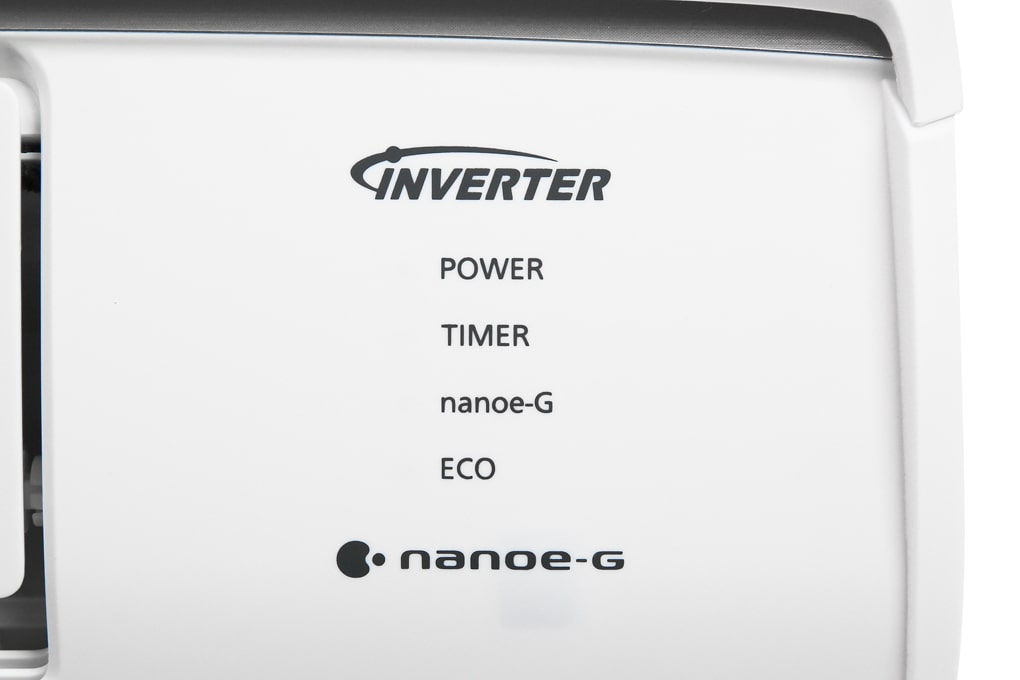 INVERTER
POWER
TIMER
nanoe-G
ECO
nanoe-G